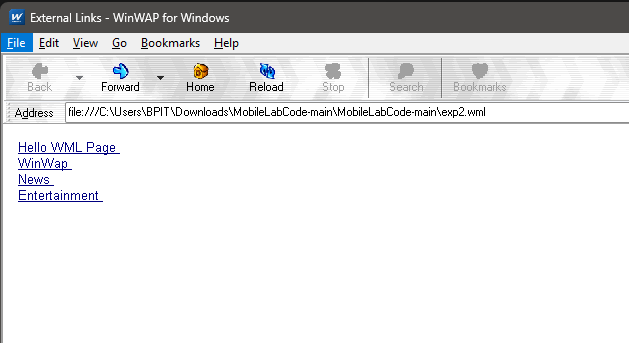 External Links - WinWAP for Windows
File Edit View Go Bookmarks Help
Back Forward Home Reload Stop Search Bookmarks
Address file:///C:\Users\BPIT\Downloads\MobileLabCode-main\MobileLabCode-main\exp2.wml
Hello WML Page
WinWap
News
Entertainment